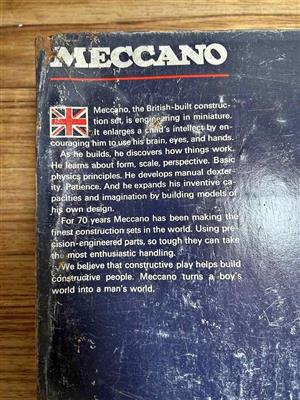 MECCANO
Meccano, the British-built construc-
tion set, is engineering in miniature.
It enlarges a child's intellect by en-
couraging him to use his brain, eyes, and hands.
As he builds, he discovers how things work.
He learns about form, scale, perspective. Basic
physics principles. He develops manual dexter-
ity. Patience. And he expands his inventive ca-
pacities and imagination by building models of
his own design.
For 70 years Meccano has been making the
finest construction sets in the world. Using pre-
cision-engineered parts, so tough they can take
the most enthusiastic handling.
We believe that constructive play helps build
constructive people. Meccano turns a boy's
world into a man's world.